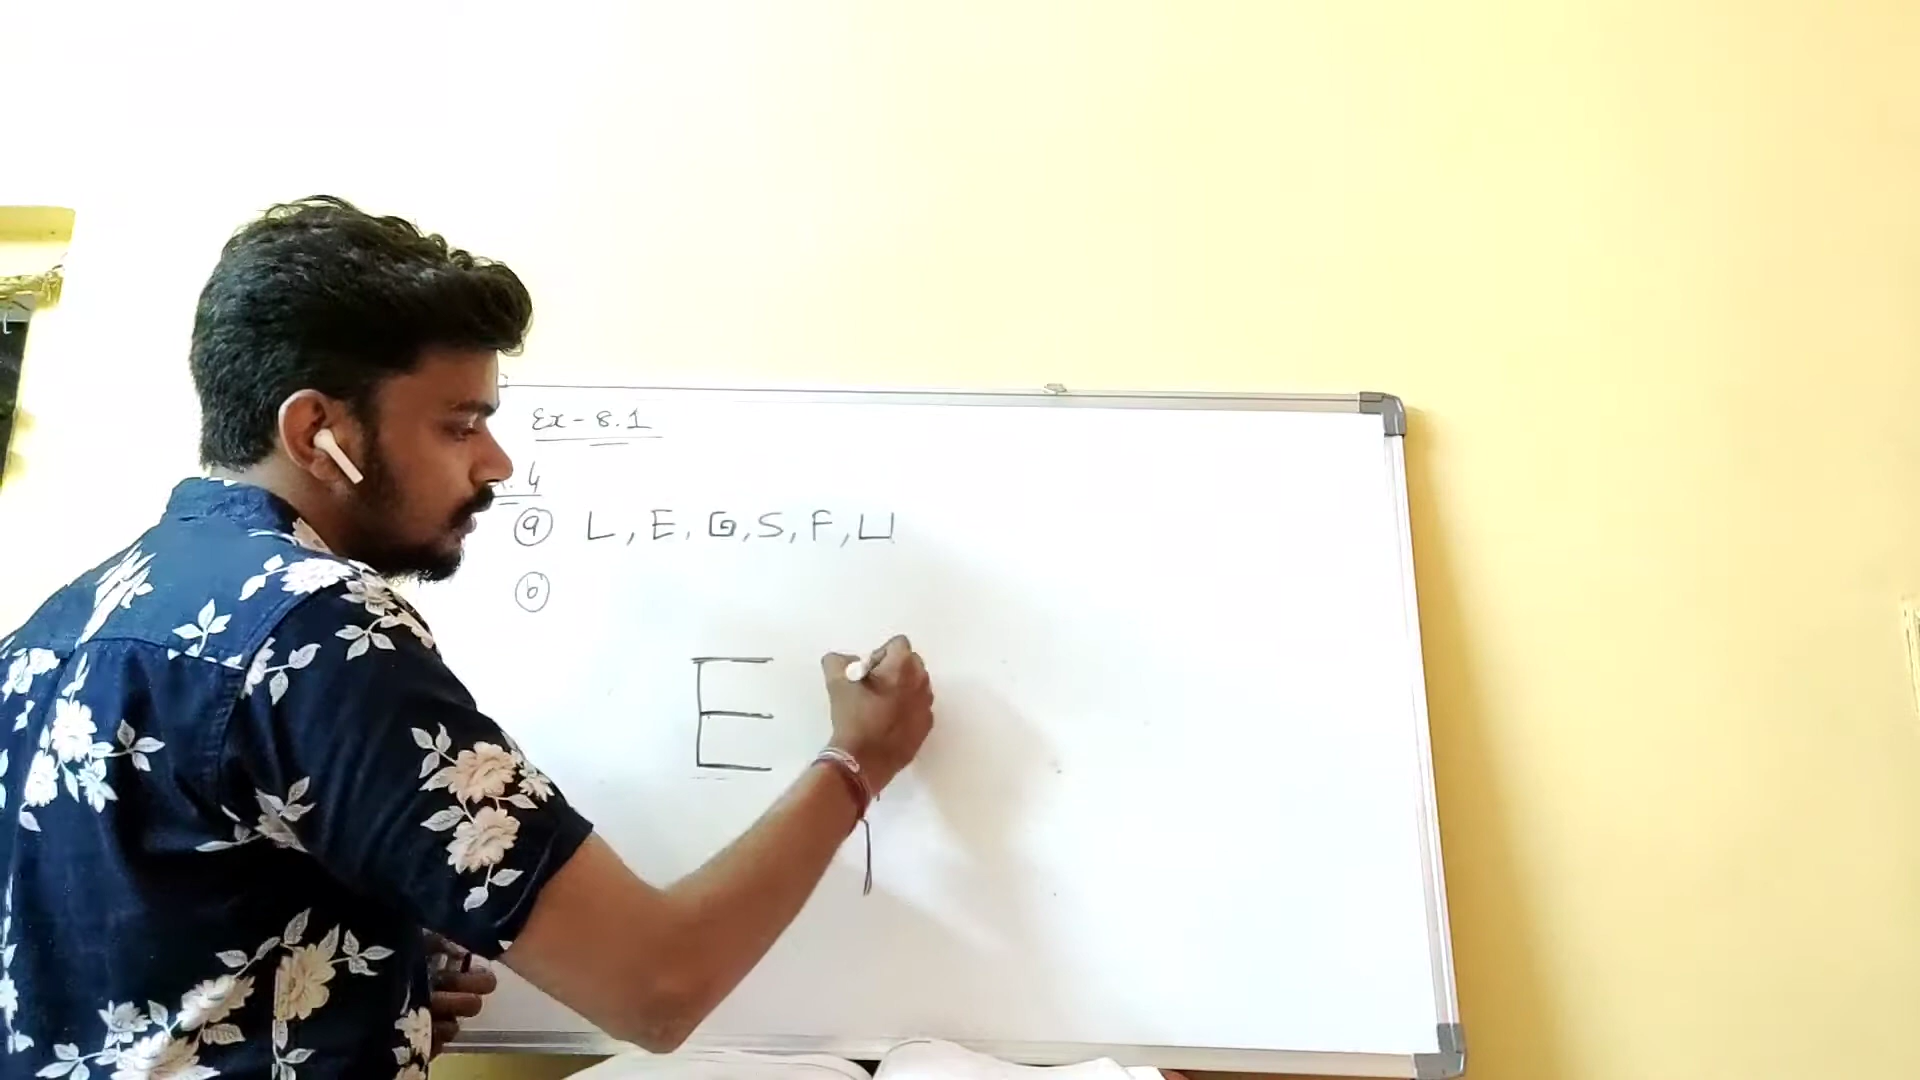 Ex - 8.1
. 4
(a) L, E, G, S, F, U
(b)
E